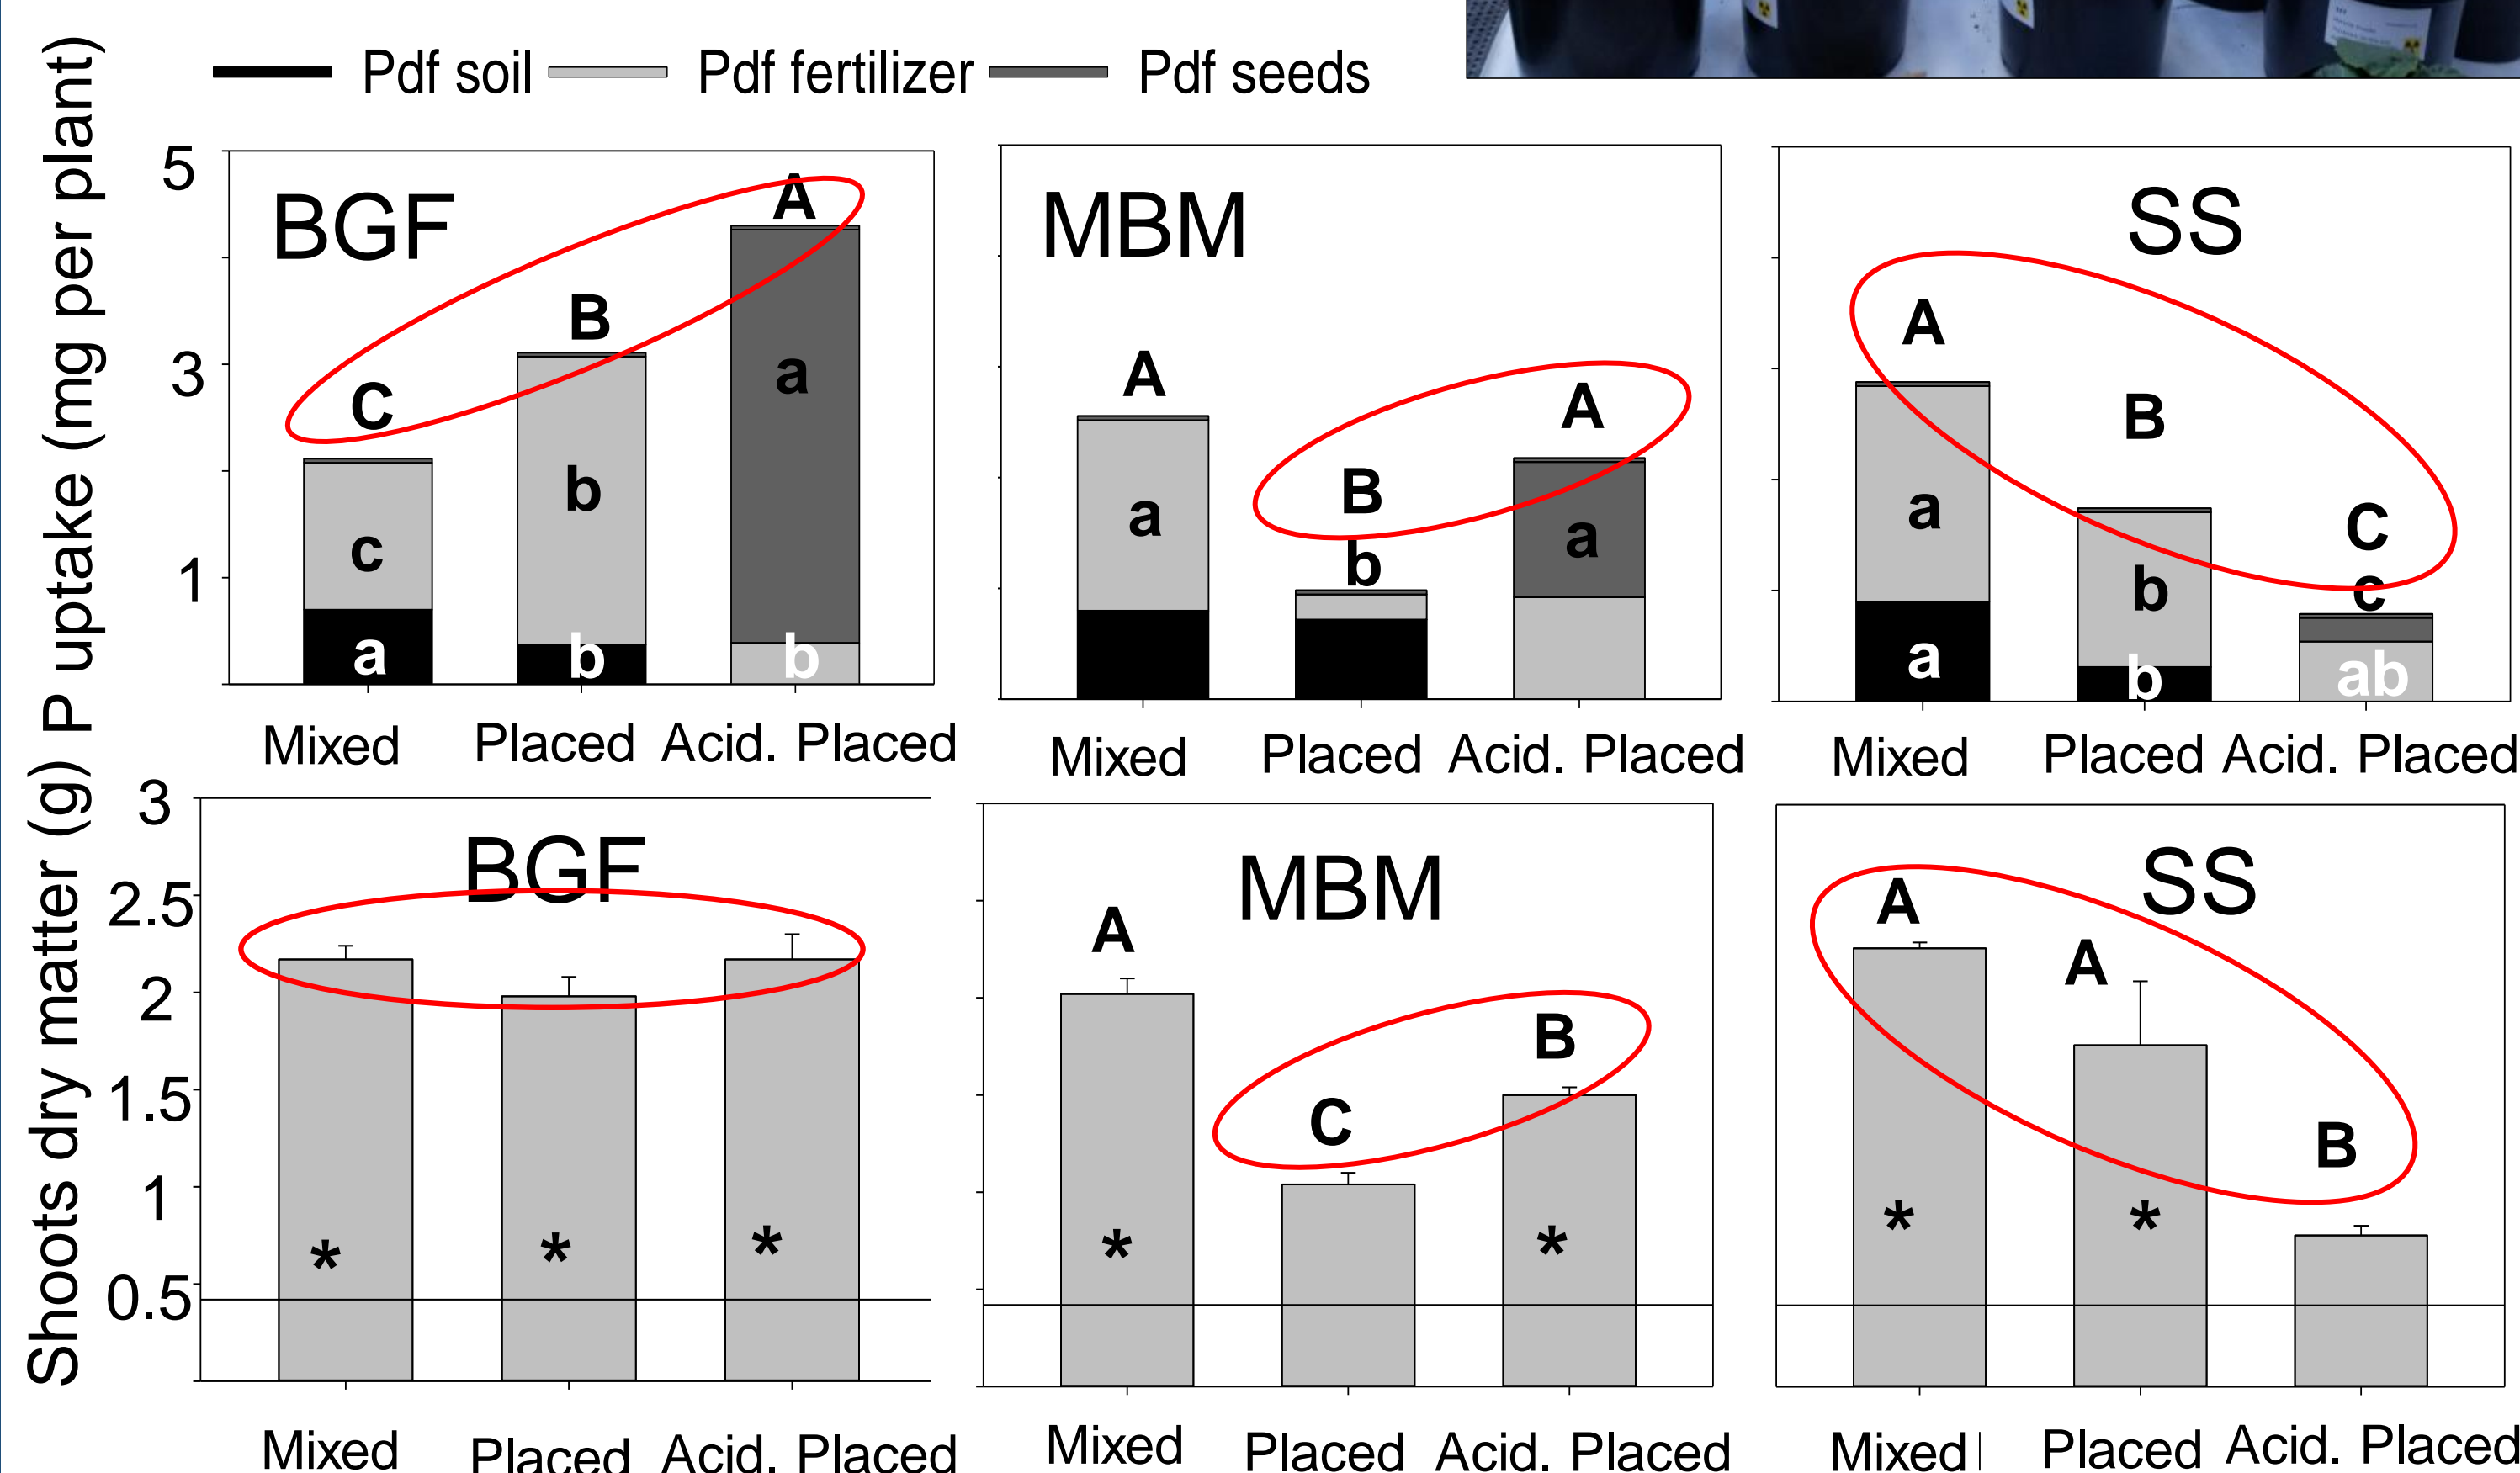 Pdf soil Pdf fertilizer Pdf seeds
P uptake (mg per plant)
5
3
1
BGF
C
B
A
c
b
a
a
b
b
Mixed Placed Acid. Placed
MBM
A
B
A
a
b
a
Mixed Placed Acid. Placed
SS
A
B
C
a
b
c
a
b
ab
Mixed Placed Acid. Placed
Shoots dry matter (g)
3
2.5
2
1.5
1
0.5
BGF
* * *
Mixed Placed Acid. Placed
MBM
A
C
B
* *
Mixed Placed Acid. Placed
SS
A
A
B
* *
Mixed Placed Acid. Placed